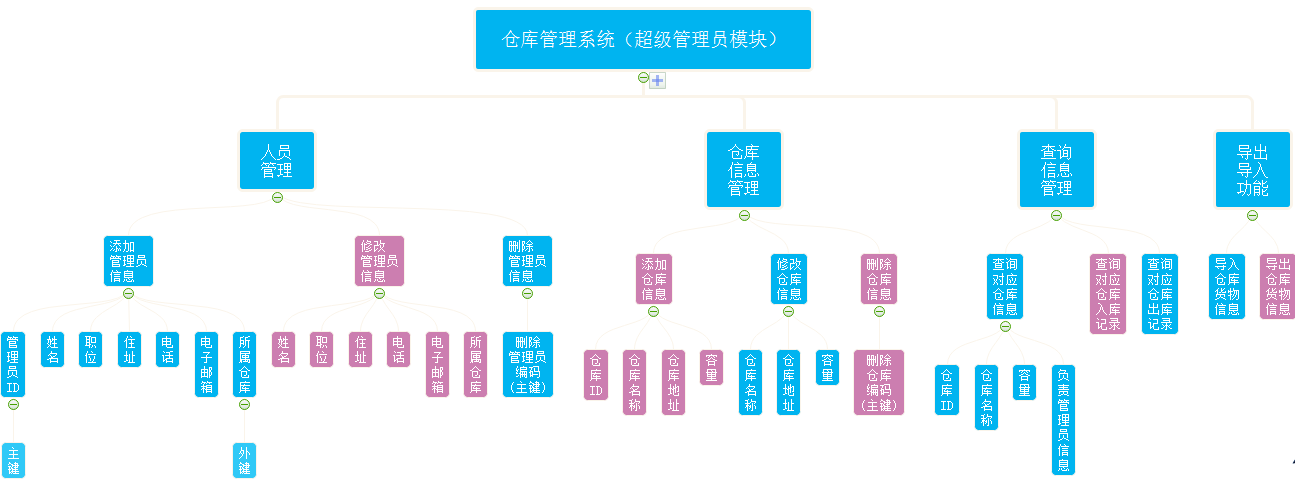 仓库管理系统（超级管理员模块）
人员
管理
仓库
信息
管理
查询
信息
管理
导出
导入
功能
添加
管理员
信息
修改
管理员
信息
删除
管理员
信息
添加
仓库
信息
修改
仓库
信息
删除
仓库
信息
查询
对应
仓库
信息
查询
对应
仓库
入库
记录
查询
对应
仓库
出库
记录
导入
仓库
货物
信息
导出
仓库
货物
信息
管理员ID
姓名
职位
住址
电话
电子邮箱
所属仓库
姓名
职位
住址
电话
电子邮箱
所属仓库
删除
管理员
编码
(主键)
仓库ID
仓库名称
仓库地址
容量
仓库名称
仓库地址
容量
删除
仓库
编码
(主键)
仓库ID
仓库名称
容量
负责管理员信息
主键
外键